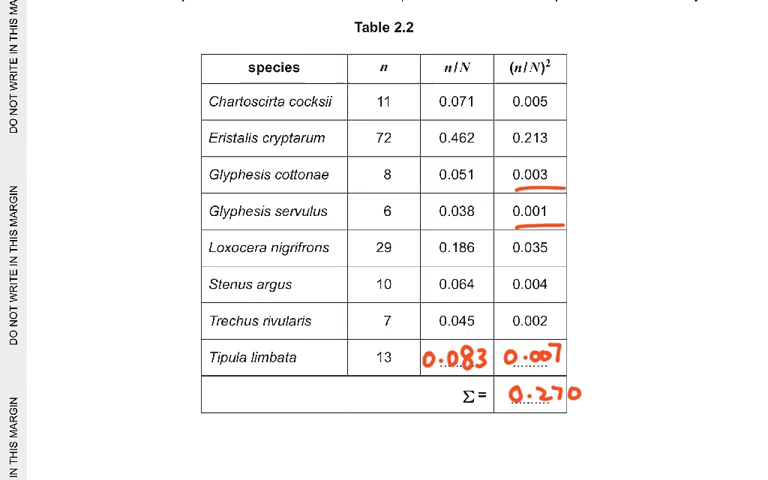 Table 2.2
species n n/N (n/N)²
Chartoscirta cocksii 11 0.071 0.005
Eristalis cryptarum 72 0.462 0.213
Glyphesis cottonae 8 0.051 0.003
Glyphesis servulus 6 0.038 0.001
Loxocera nigrifrons 29 0.186 0.035
Stenus argus 10 0.064 0.004
Trechus rivularis 7 0.045 0.002
Tipula limbata 13 0.083 0.007
Σ = 0.270
DO NOT WRITE IN THIS MA
DO NOT WRITE IN THIS MARGIN
IN THIS MARGIN